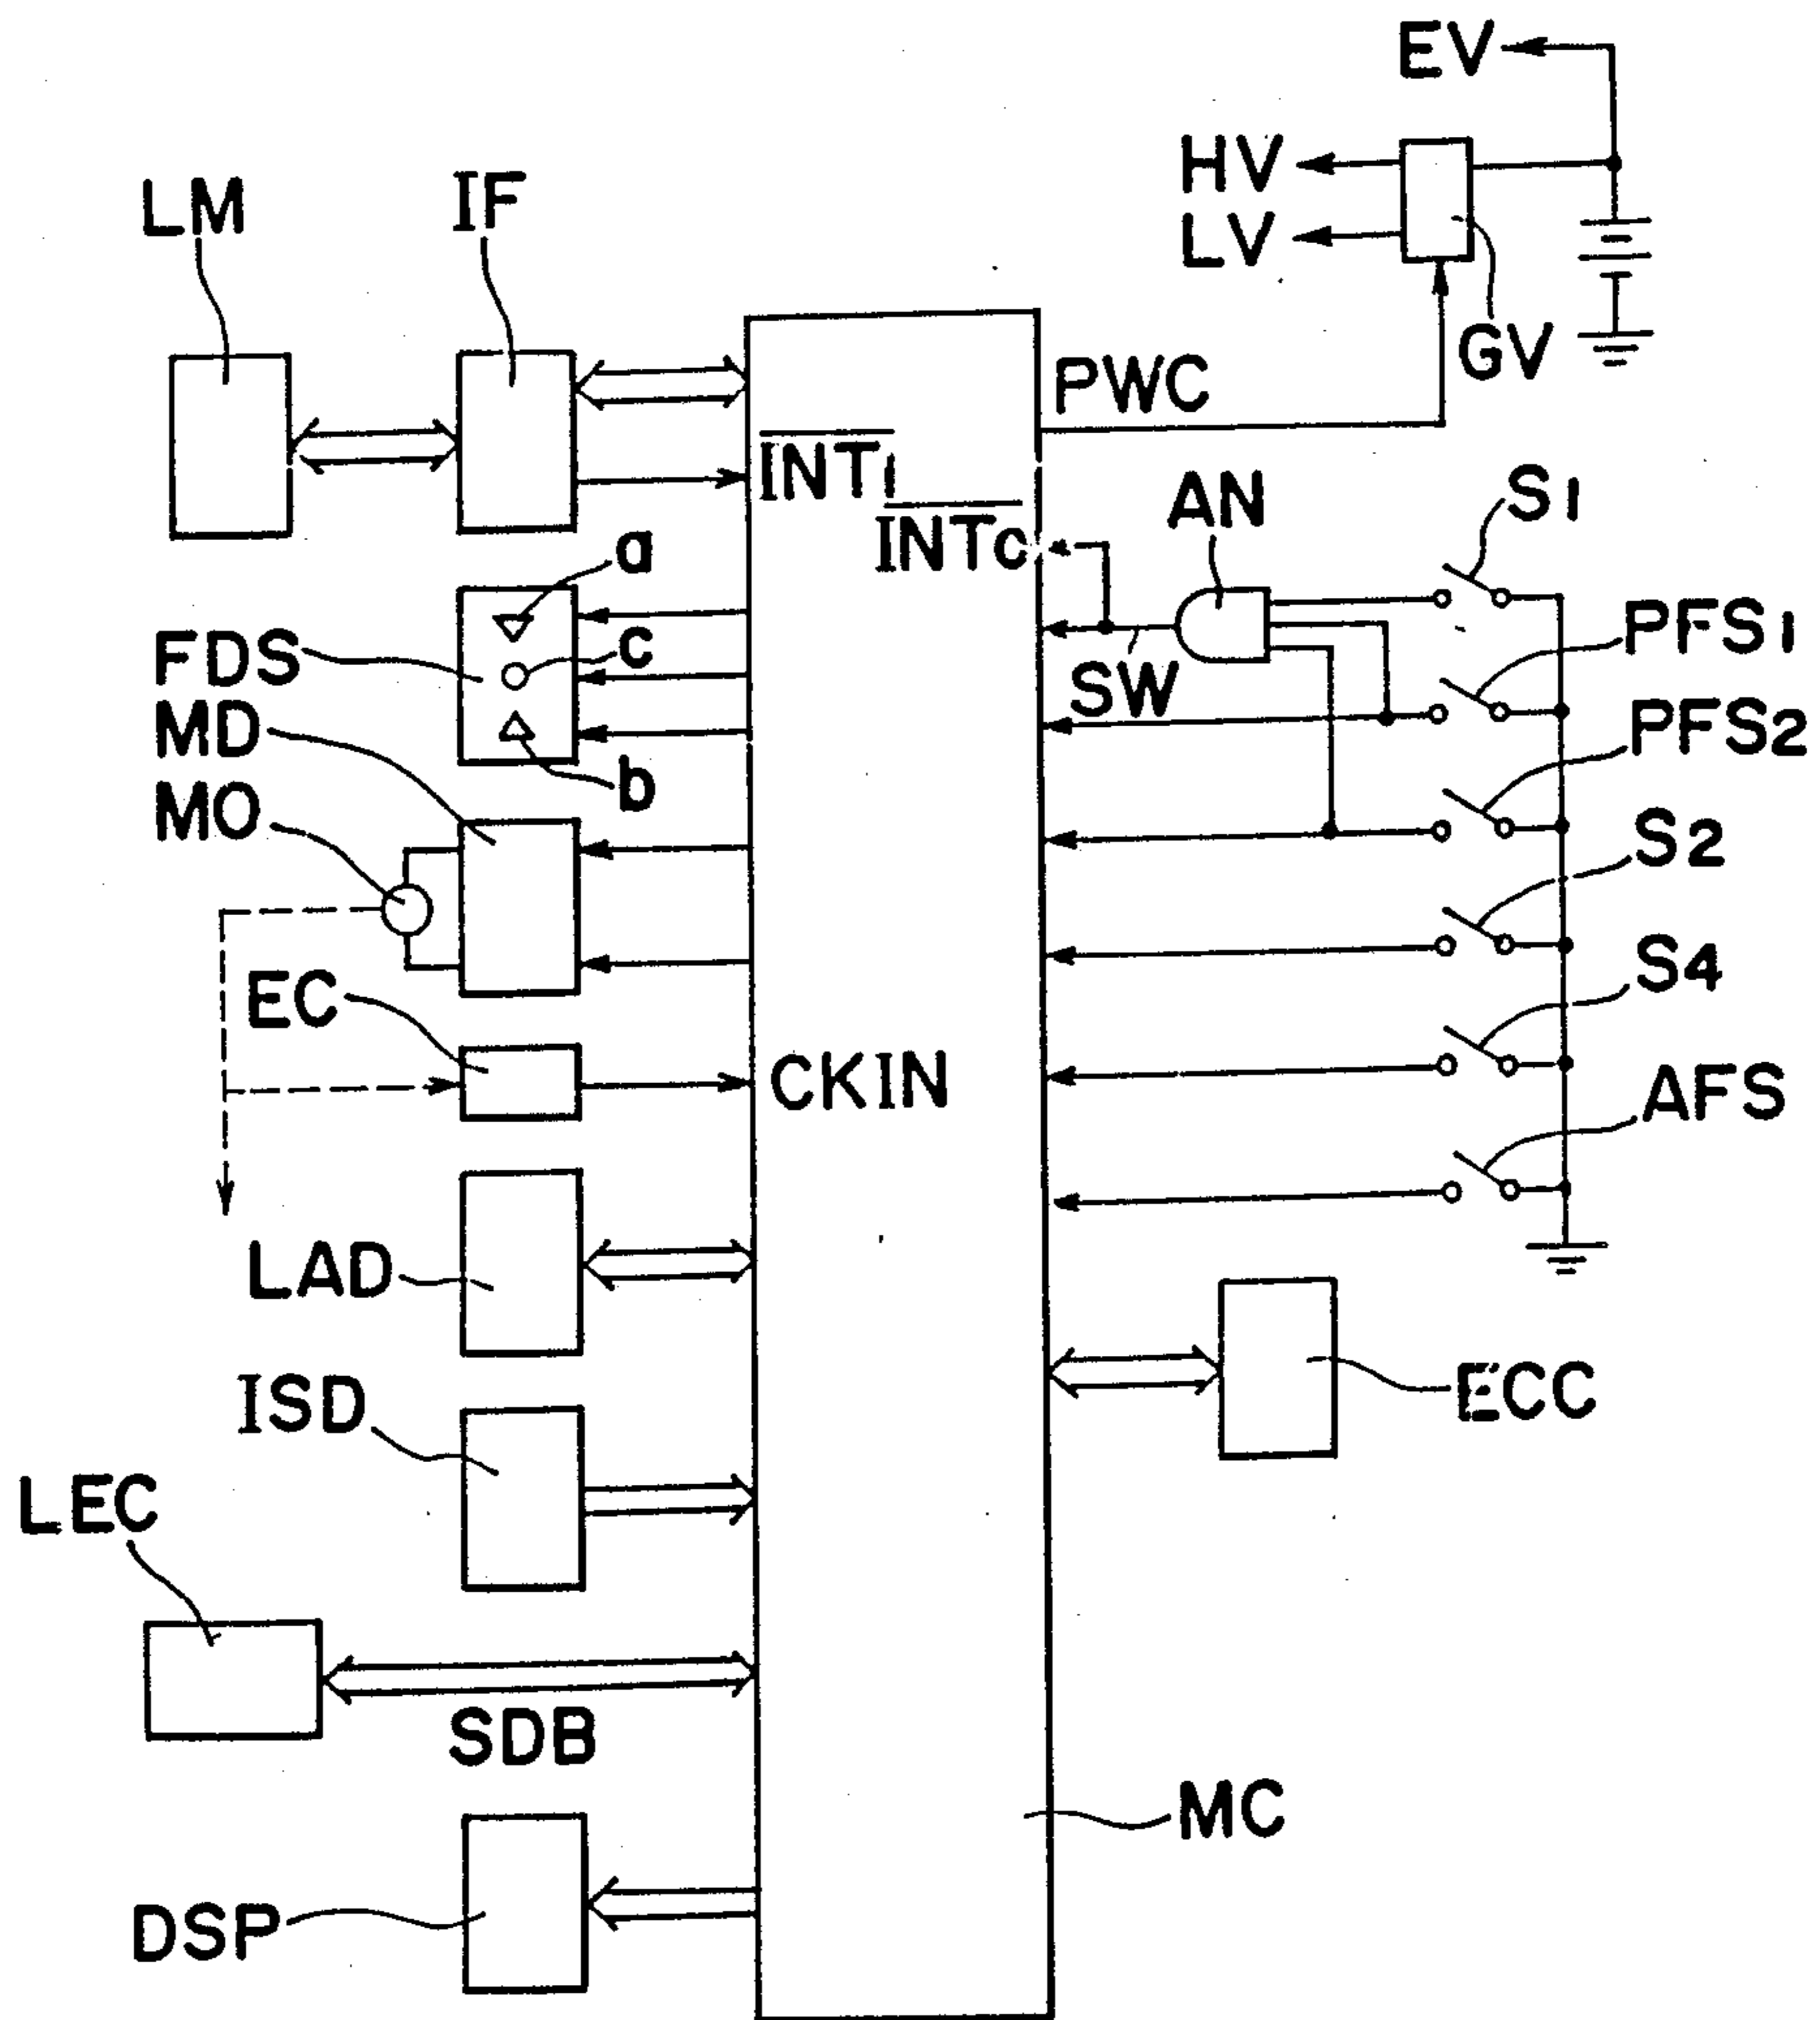 EV
HV
LV
GV
LM
IF
PWC
INT1
INTC
AN
S1
a
c
b
FDS
SW
PFS1
MD
PFS2
MO
S2
EC
S4
CKIN
AFS
LAD
ISD
ECC
LEC
SDB
MC
DSP